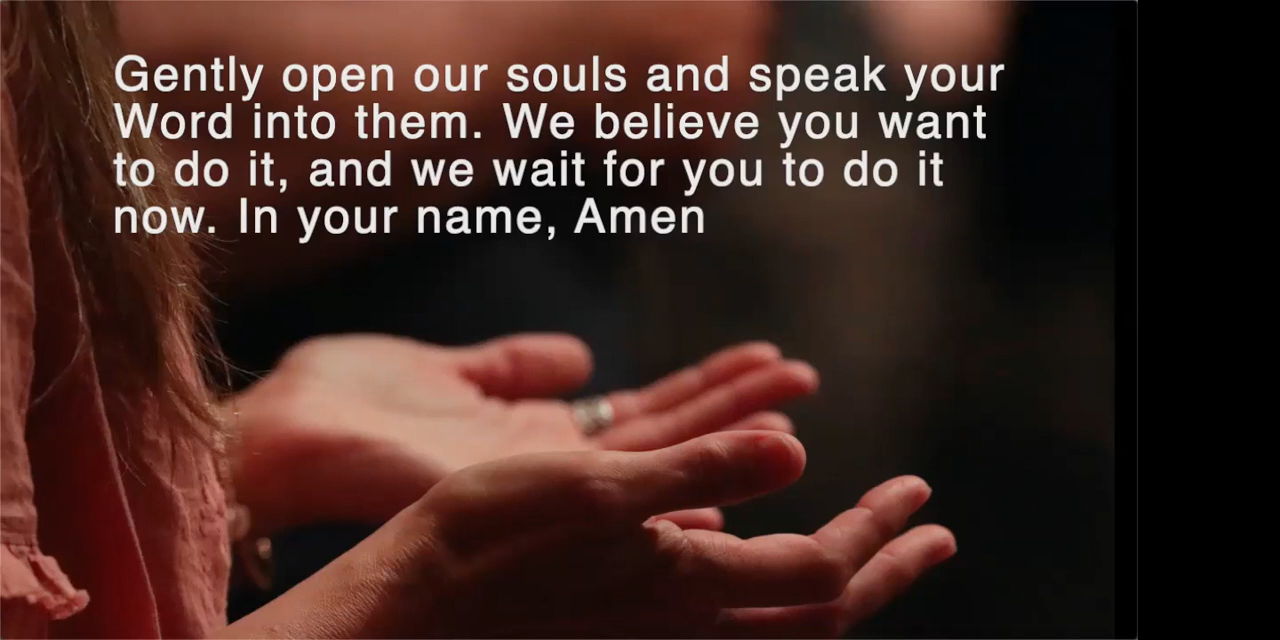 Gently open our souls and speak your
Word into them. We believe you want
to do it, and we wait for you to do it
now. In your name, Amen